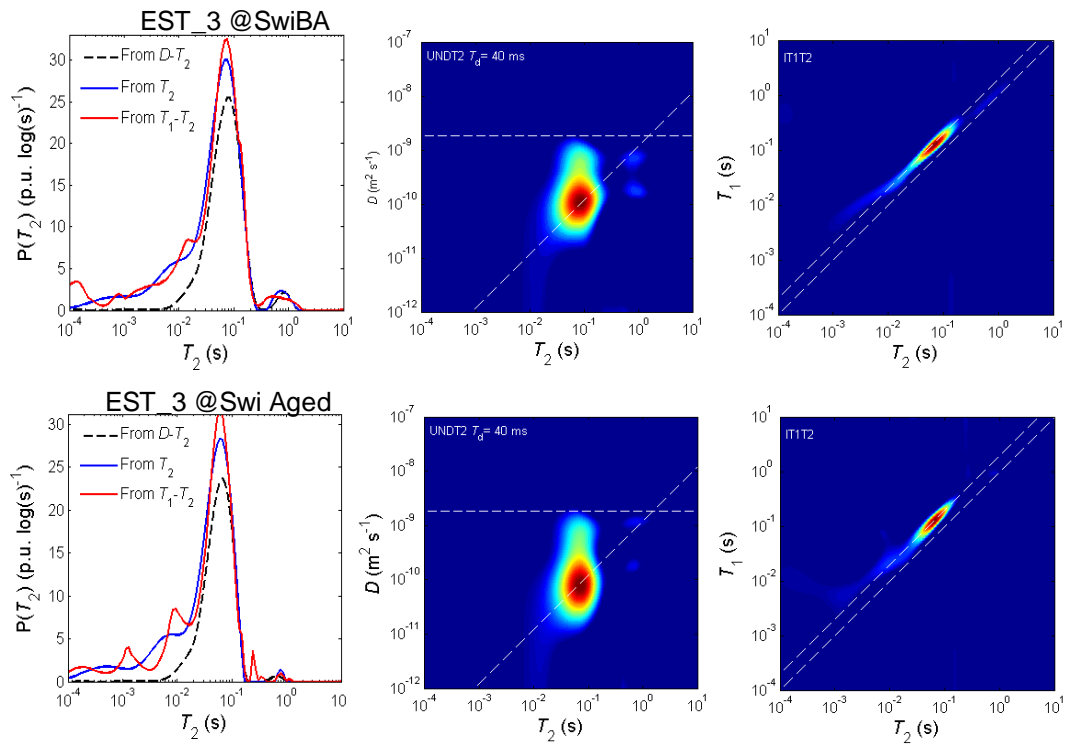 EST_3 @SwiBA
30
25
20
15
10
5
0
P(T2) (p.u. log(s))-1
From D-T2
From T2
From T1-T2
10-4 10-3 10-2 10-1 100 101
T2 (s)
10-7
10-8
10-9
10-10
10-11
10-12
D (m2 s-1)
UNDT2 Td= 40 ms
10-4 10-3 10-2 10-1 100 101
T2 (s)
101
100
10-1
10-2
10-3
10-4
T1 (s)
IT1T2
10-4 10-3 10-2 10-1 100 101
T2 (s)
EST_3 @Swi Aged
30
25
20
15
10
5
0
P(T2) (p.u. log(s))-1
From D-T2
From T2
From T1-T2
10-4 10-3 10-2 10-1 100 101
T2 (s)
10-7
10-8
10-9
10-10
10-11
10-12
D (m2 s-1)
UNDT2 Td= 40 ms
10-4 10-3 10-2 10-1 100 101
T2 (s)
101
100
10-1
10-2
10-3
10-4
T1 (s)
IT1T2
10-4 10-3 10-2 10-1 100 101
T2 (s)